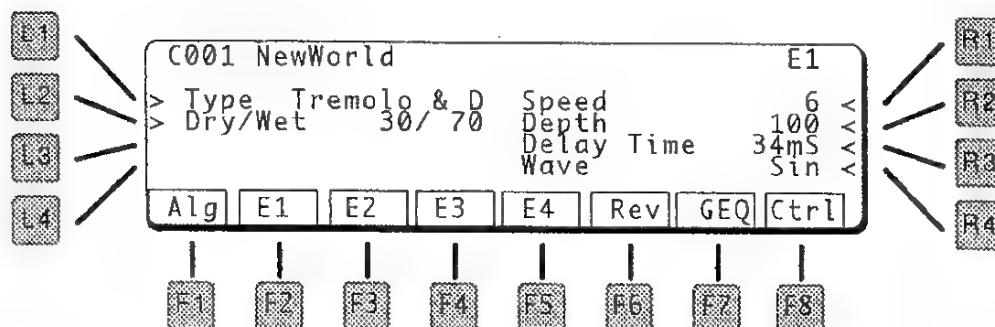 L1
L2
L3
L4
C001 NewWorld E1
> Type Tremolo & D Speed 6 <
> Dry/Wet 30/ 70 Depth 100 <
Delay Time 34mS <
Wave Sin <
Alg E1 E2 E3 E4 Rev GEQ Ctrl
R1
R2
R3
R4
F1 F2 F3 F4 F5 F6 F7 F8